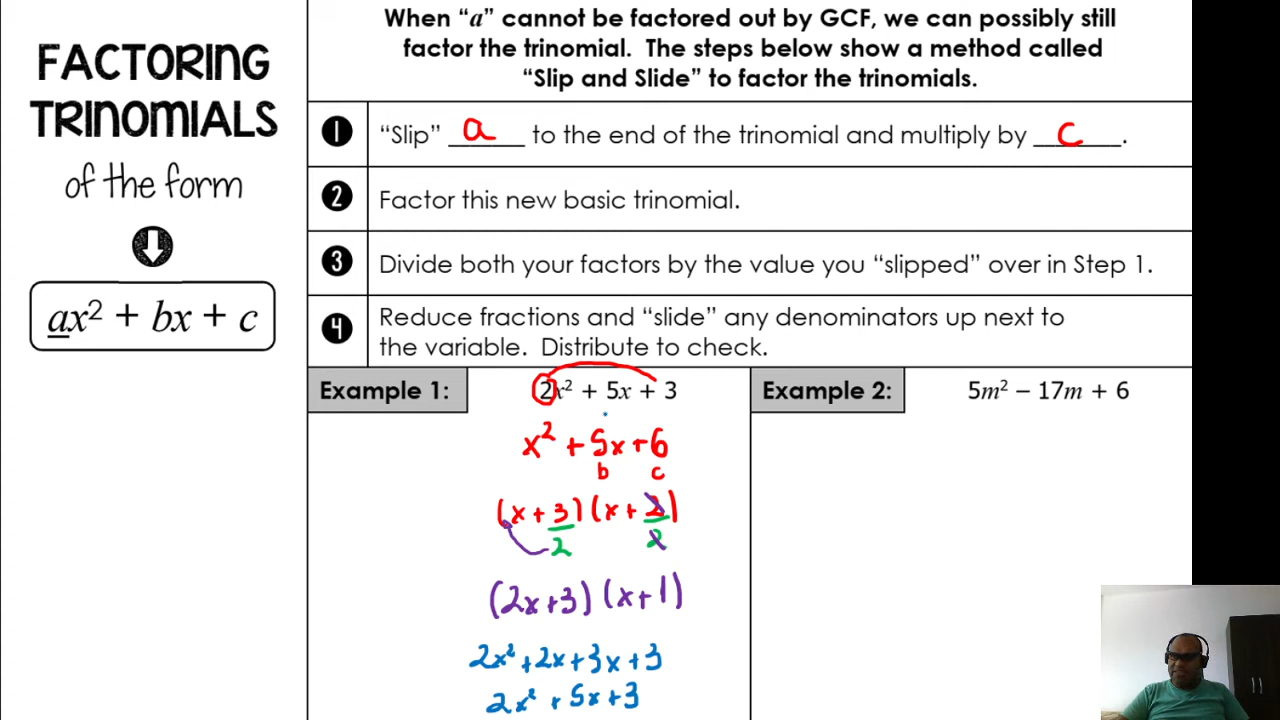 FACTORING
TRINOMIALS
of the form
ax² + bx + c
When “a” cannot be factored out by GCF, we can possibly still
factor the trinomial. The steps below show a method called
“Slip and Slide” to factor the trinomials.
1 “Slip” a to the end of the trinomial and multiply by c.
2 Factor this new basic trinomial.
3 Divide both your factors by the value you “slipped” over in Step 1.
4 Reduce fractions and “slide” any denominators up next to
the variable. Distribute to check.
Example 1: 2x² + 5x + 3
x² + 5x + 6
b c
(x + 3) (x + 2)
2 2
(2x+3) (x+1)
2x² + 2x + 3x + 3
2x² + 5x + 3
Example 2: 5m² − 17m + 6